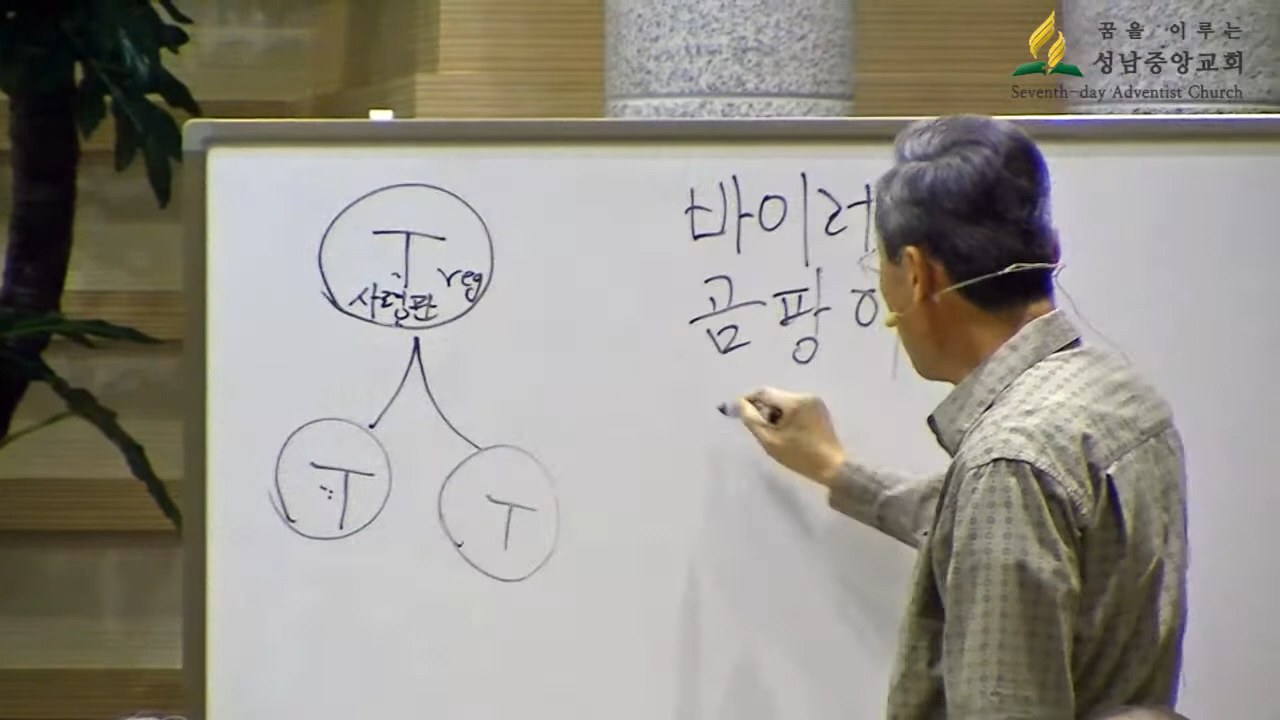 꿈을 이루는
성남중앙교회
Seventh-day Adventist Church
T
사령관 reg
T
T
바이러
곰팡이